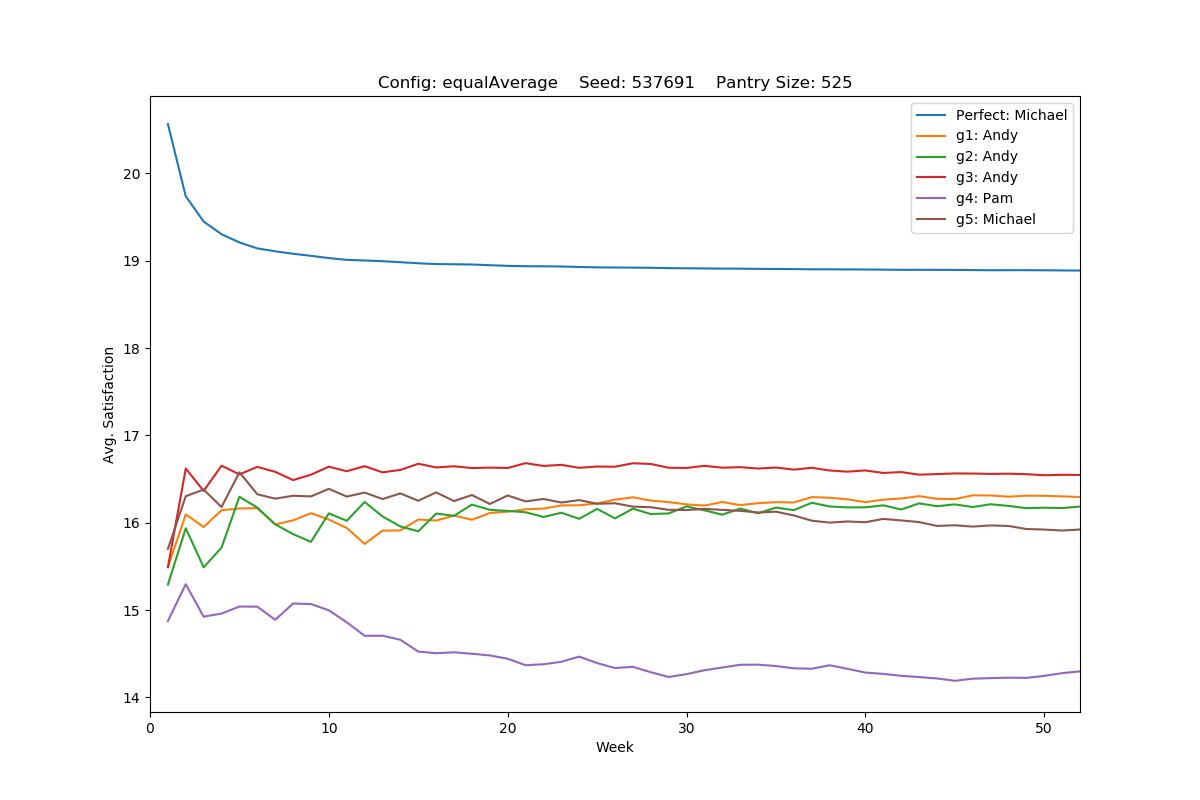 Config: equalAverage    Seed: 537691    Pantry Size: 525
Perfect: Michael
g1: Andy
g2: Andy
g3: Andy
g4: Pam
g5: Michael
Avg. Satisfaction
20
19
18
17
16
15
14
0 10 20 30 40 50
Week